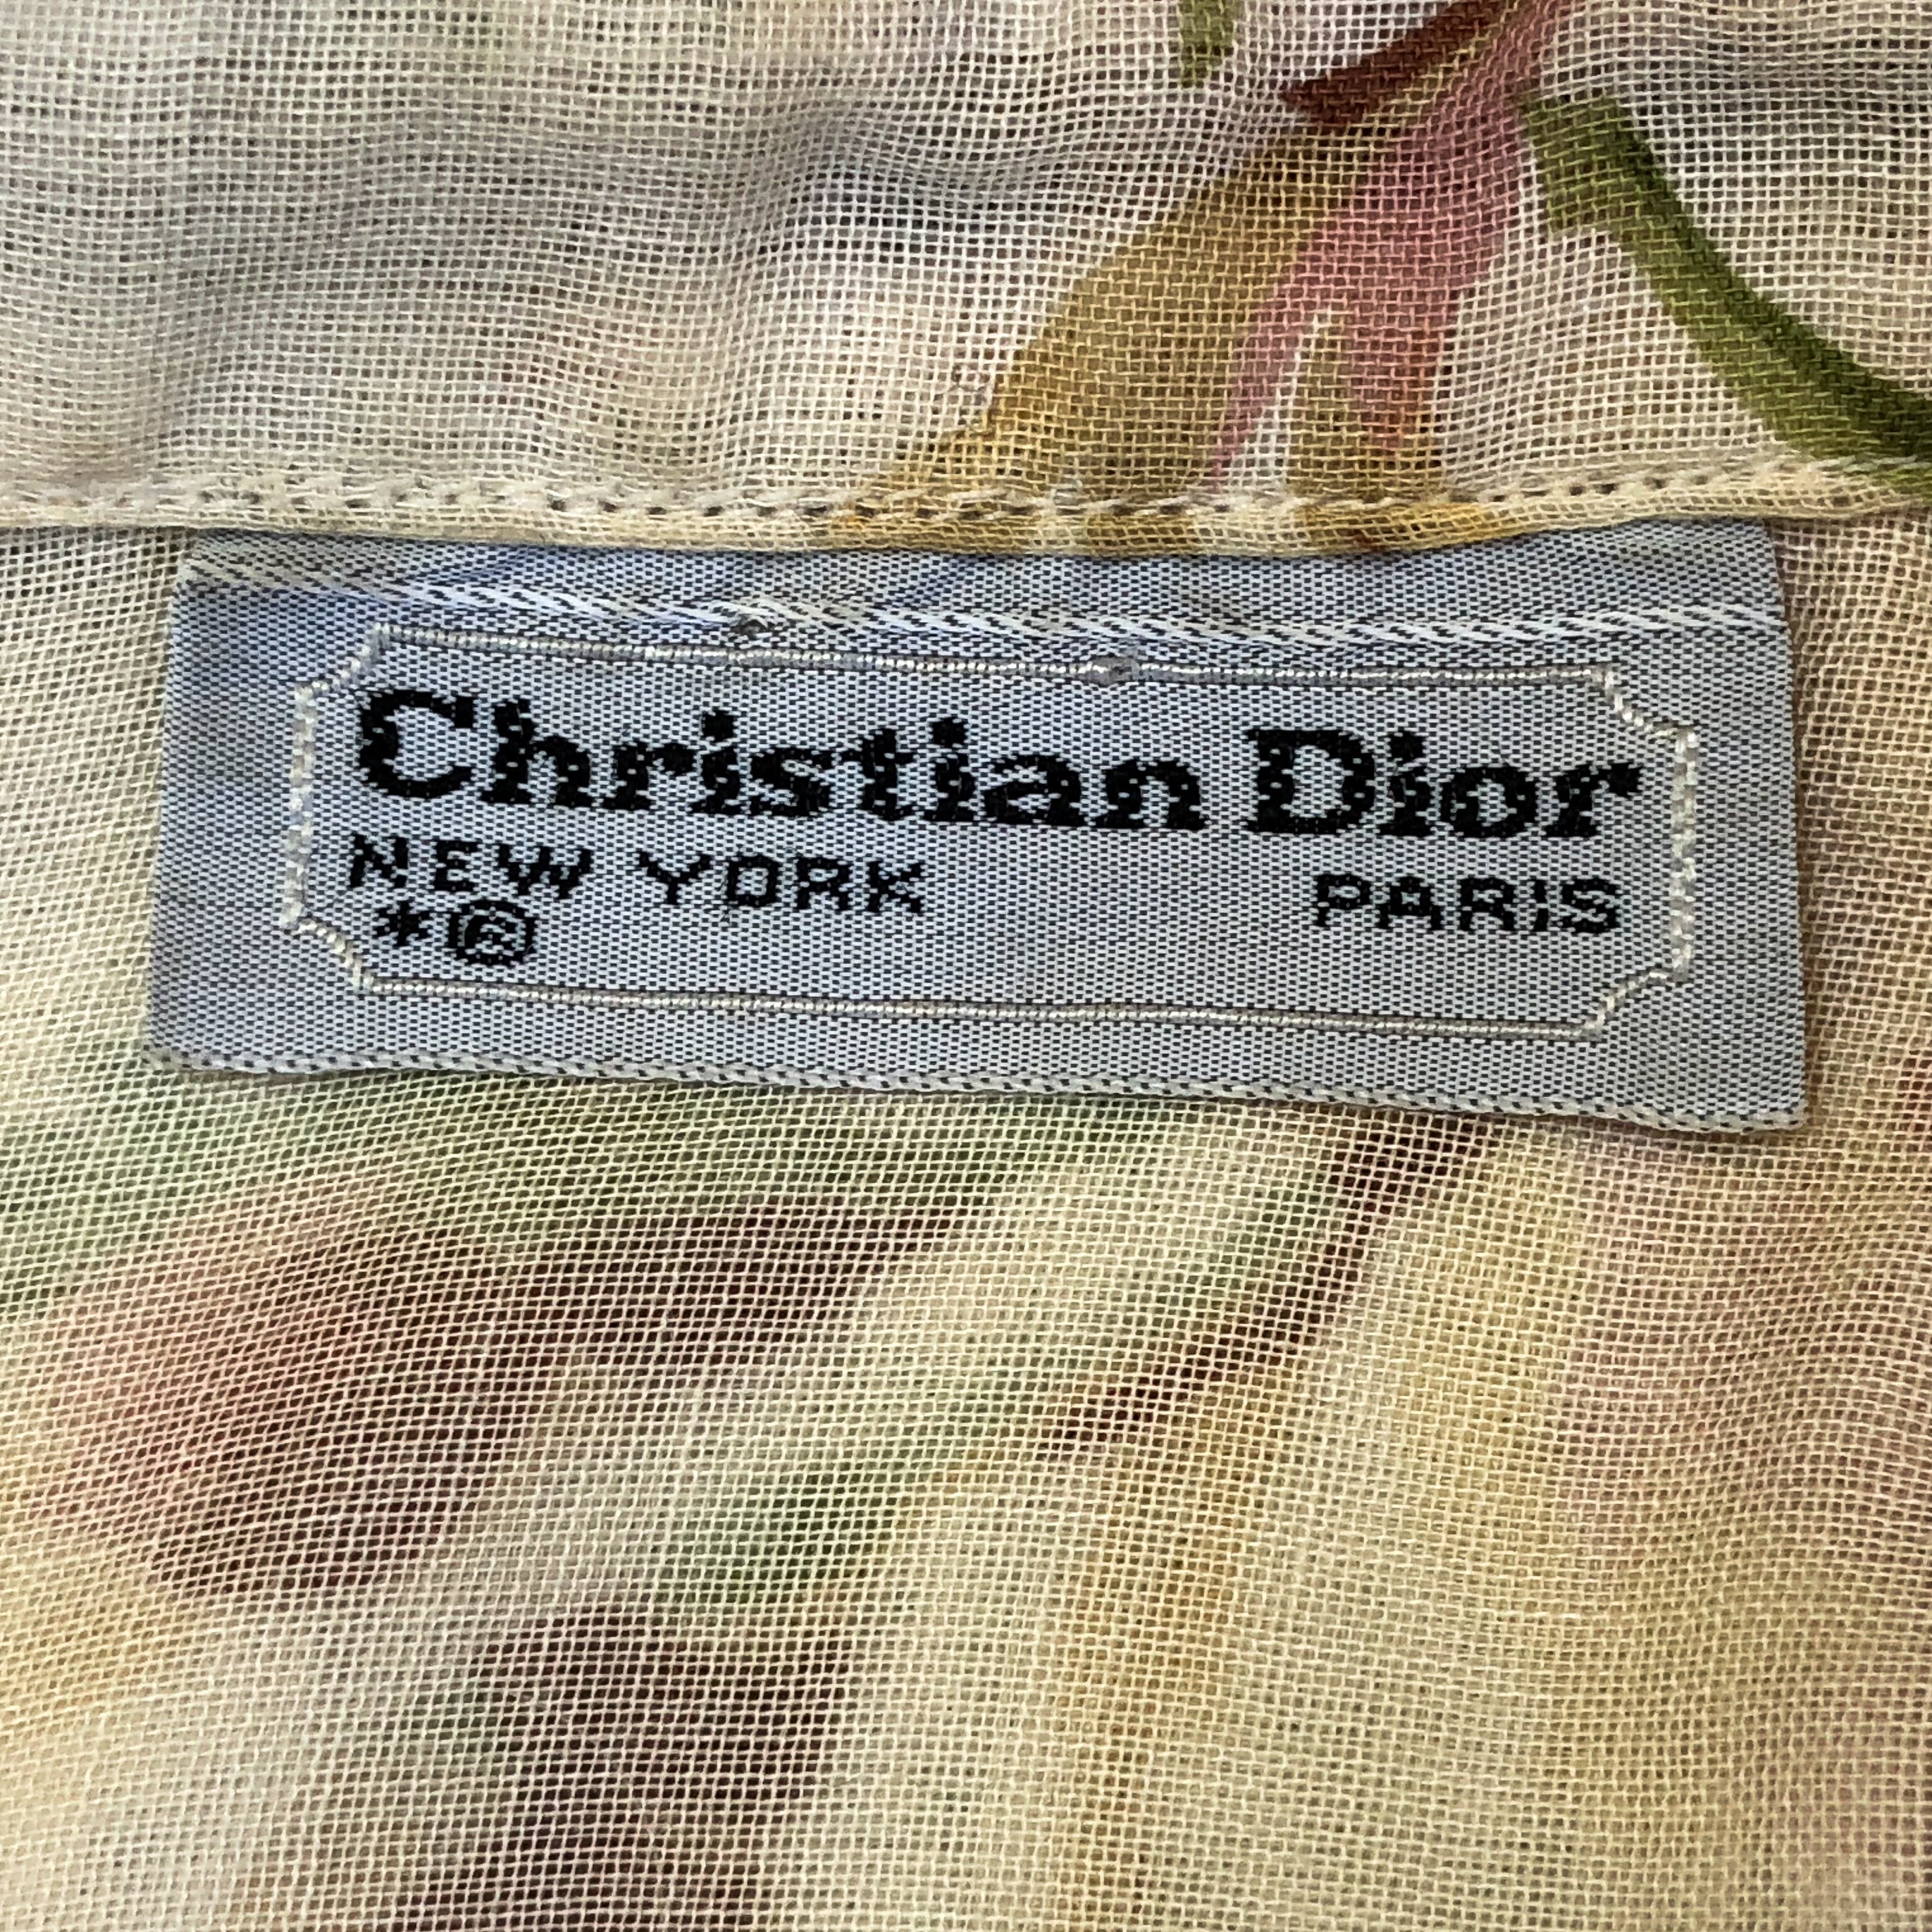 Christian Dior
NEW YORK PARIS
*®